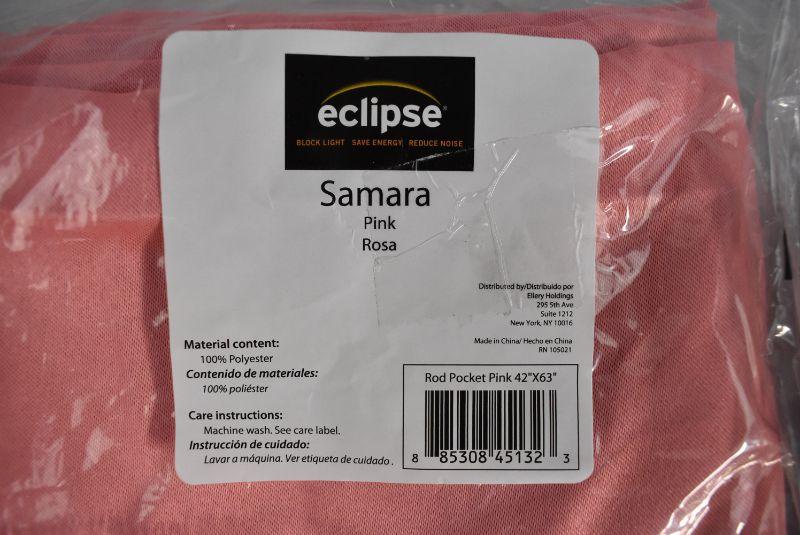 eclipse®
BLOCK LIGHT SAVE ENERGY REDUCE NOISE
Samara
Pink
Rosa
Distributed by/Distribuido por
Ellery Holdings
295 5th Ave
Suite 1212
New York, NY 10016
Made in China/ Hecho en China
RN 105021
Material content:
100% Polyester
Contenido de materiales:
100% poliéster
Care instructions:
Machine wash. See care label.
Instrucción de cuidado:
Lavar a máquina. Ver etiqueta de cuidado.
Rod Pocket Pink 42"X63"
8 85308 45132 3